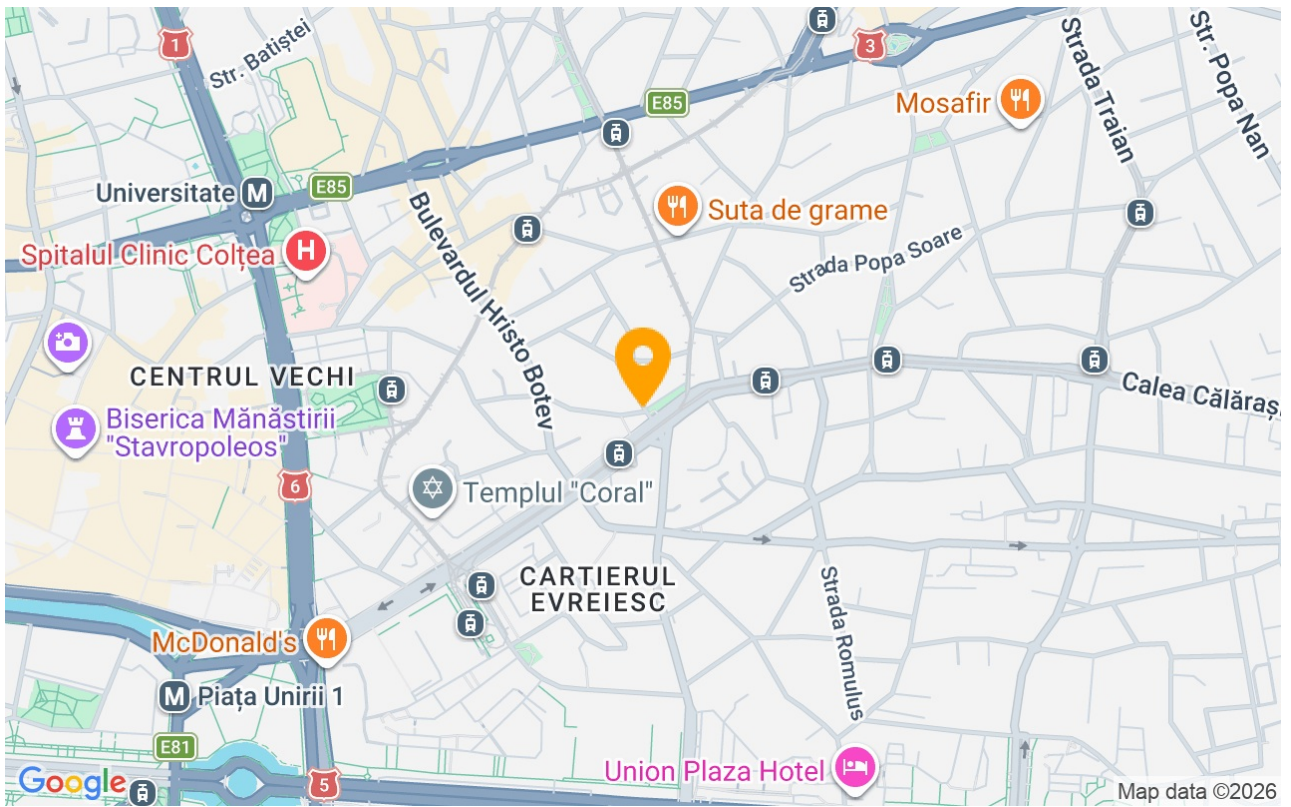 1
Str. Batiștei
3
Strada Traian
Str. Popa Nan
E85
Mosafir
Universitate
M
E85
Bulevardul Hristo Botev
Suta de grame
Spitalul Clinic Colțea
H
Strada Popa Soare
CENTRUL VECHI
Calea Călăraș
Biserica Mănăstirii
"Stavropoleos"
6
Templul "Coral"
CARTIERUL
EVREIESC
Strada Romulus
McDonald's
M
Piața Unirii 1
E81
Union Plaza Hotel
Google
5
Map data ©2026